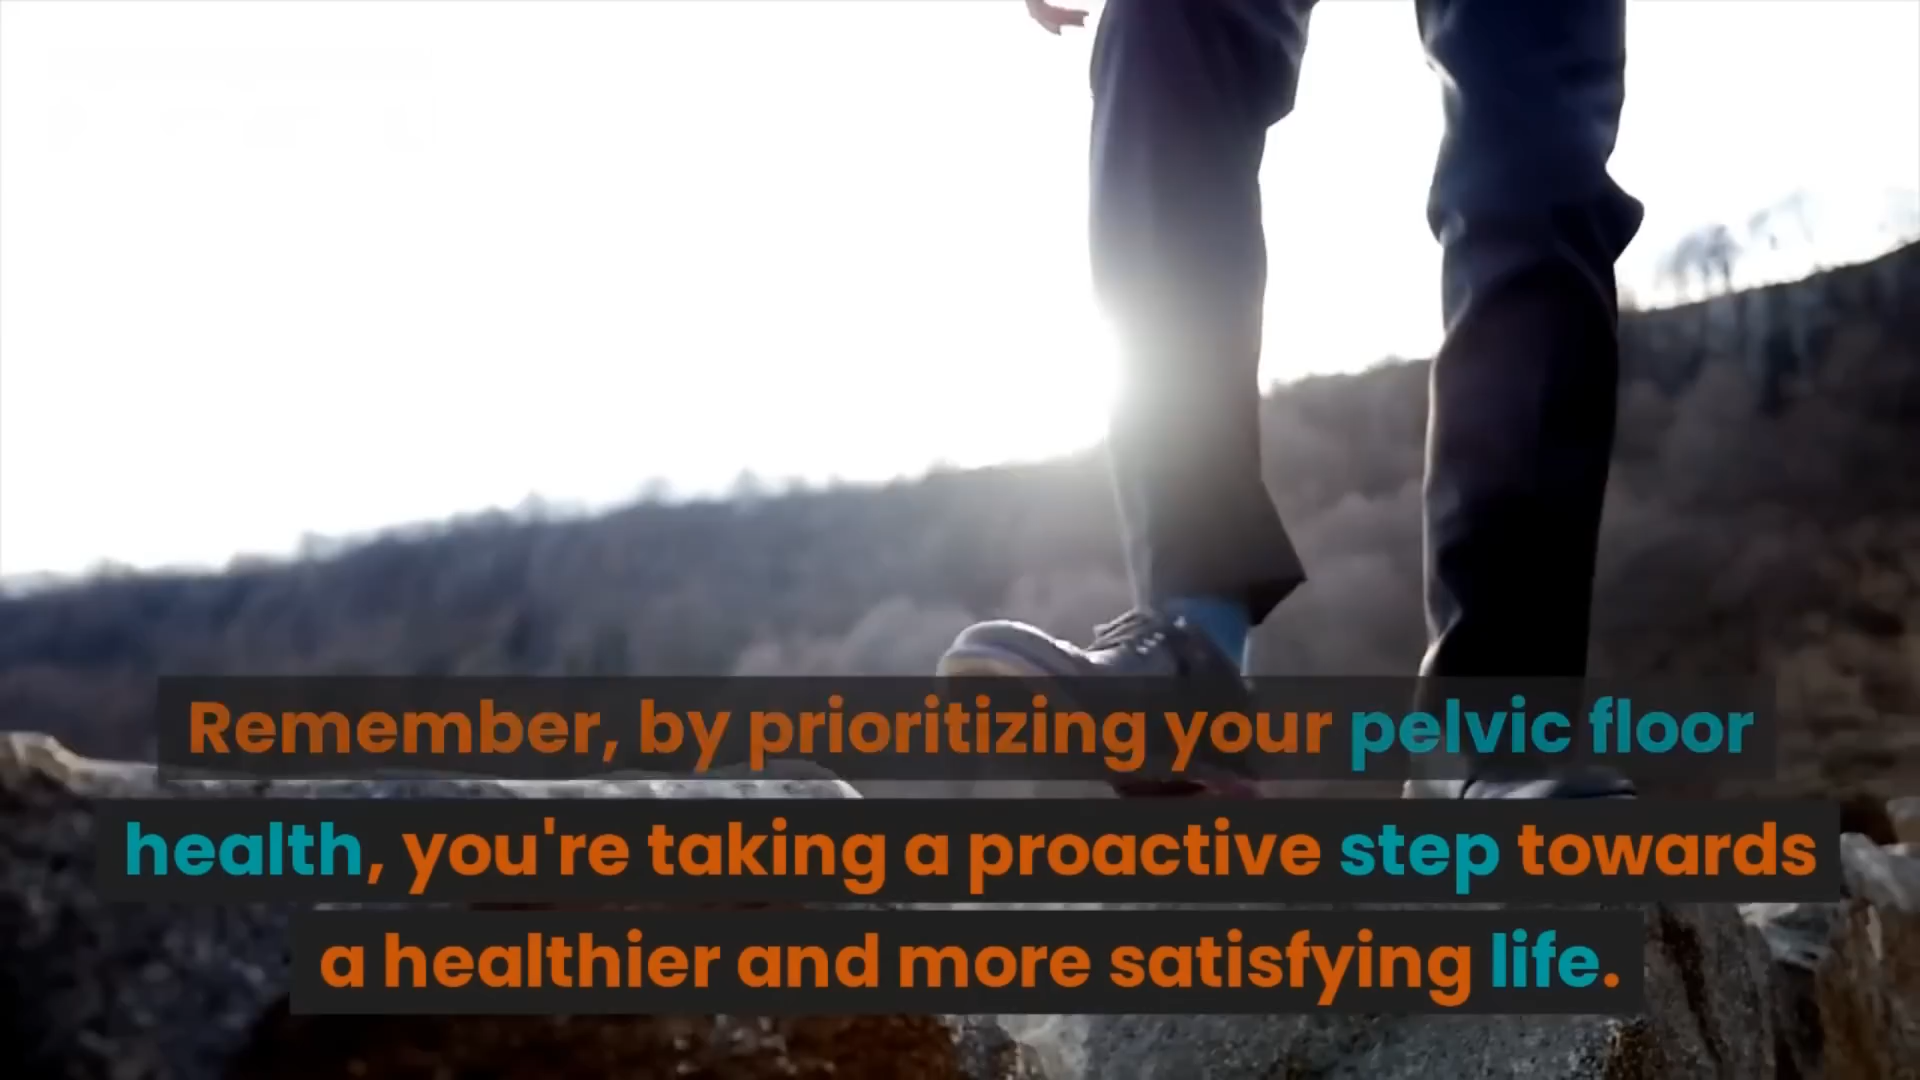 Remember, by prioritizing your pelvic floor
health, you're taking a proactive step towards
a healthier and more satisfying life.